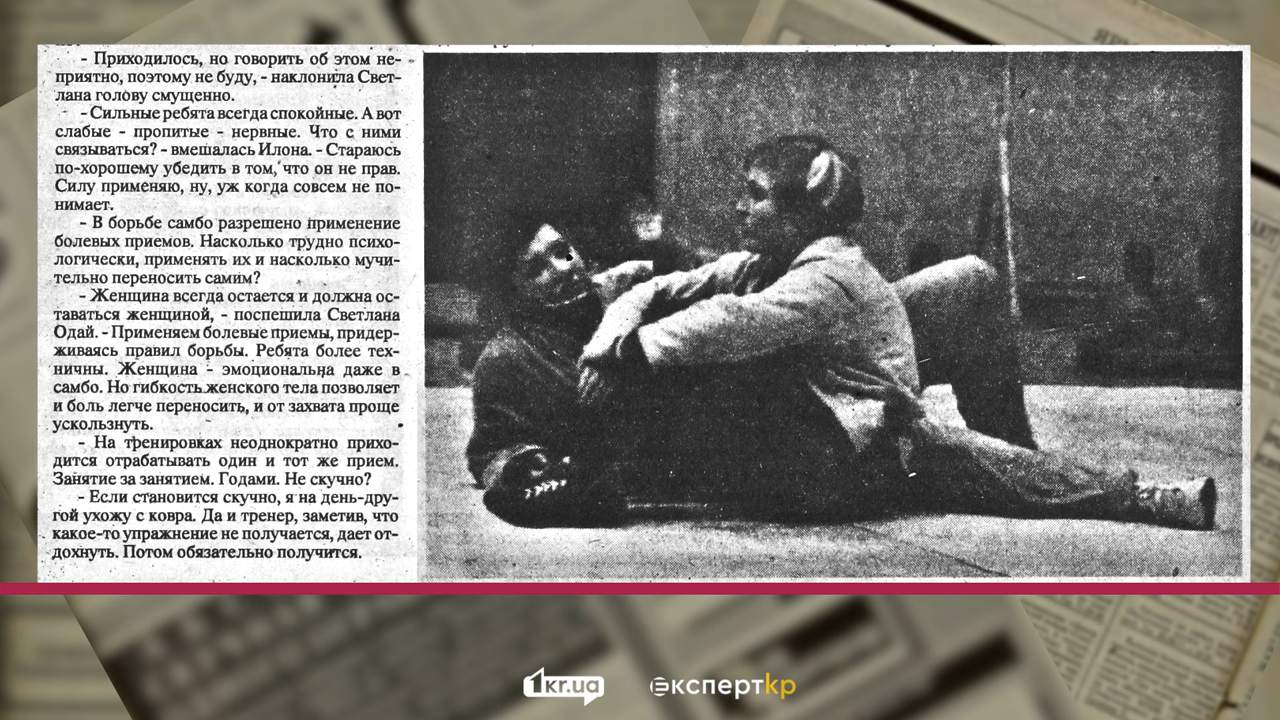 - Приходилось, но говорить об этом не-
приятно, поэтому не буду, - наклонила Свет-
лана голову смущенно.
- Сильные ребята всегда спокойные. А вот
слабые - пропитые - нервные. Что с ними
связываться? - вмешалась Илона. - Стараюсь
по-хорошему убедить в том, что он не прав.
Силу применяю, ну, уж когда совсем не по-
нимает.
- В борьбе самбо разрешено применение
болевых приемов. Насколько трудно психо-
логически, применять их и насколько мучи-
тельно переносить самим?
- Женщина всегда остается и должна ос-
таваться женщиной, - поспешила Светлана
Одай. - Применяем болевые приемы, придер-
живаясь правил борьбы. Ребята более тех-
ничны. Женщина - эмоциональна даже в
самбо. Но гибкость женского тела позволяет
и боль легче переносить, и от захвата проще
ускользнуть.
- На тренировках неоднократно прихо-
дится отрабатывать один и тот же прием.
Занятие за занятием. Годами. Не скучно?
- Если становится скучно, я на день-дру-
гой ухожу с ковра. Да и тренер, заметив, что
какое-то упражнение не получается, дает от-
дохнуть. Потом обязательно получится.
1kr.ua
експерткр